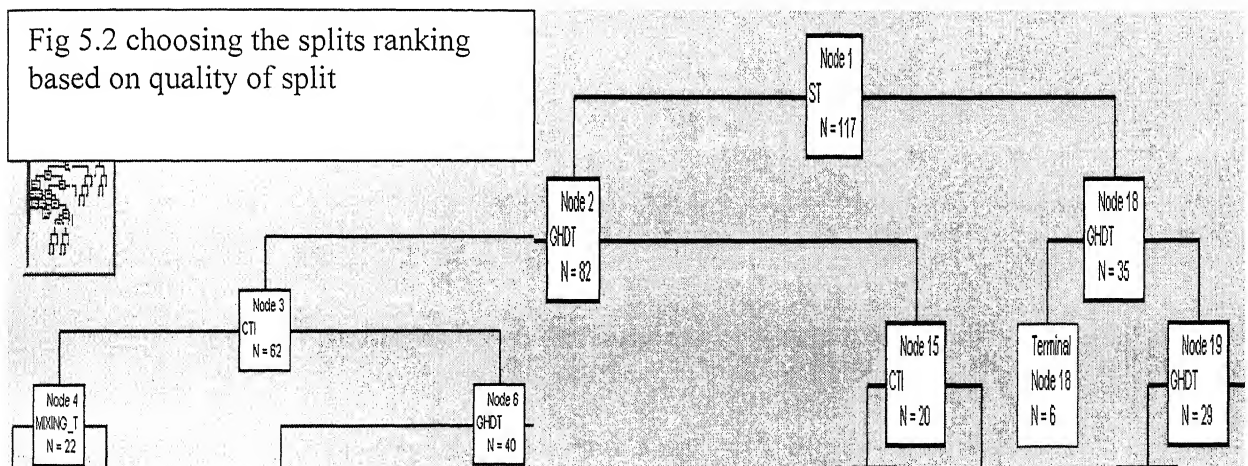 Fig 5.2 choosing the splits ranking
based on quality of split
Node 1
ST
N = 117
Node 2
GHDT
N = 82
Node 18
GHDT
N = 35
Node 3
CTI
N = 62
Node 15
CTI
N = 20
Terminal
Node 18
N = 6
Node 19
GHDT
N = 29
Node 4
MIXING_T
N = 22
Node 6
GHDT
N = 40